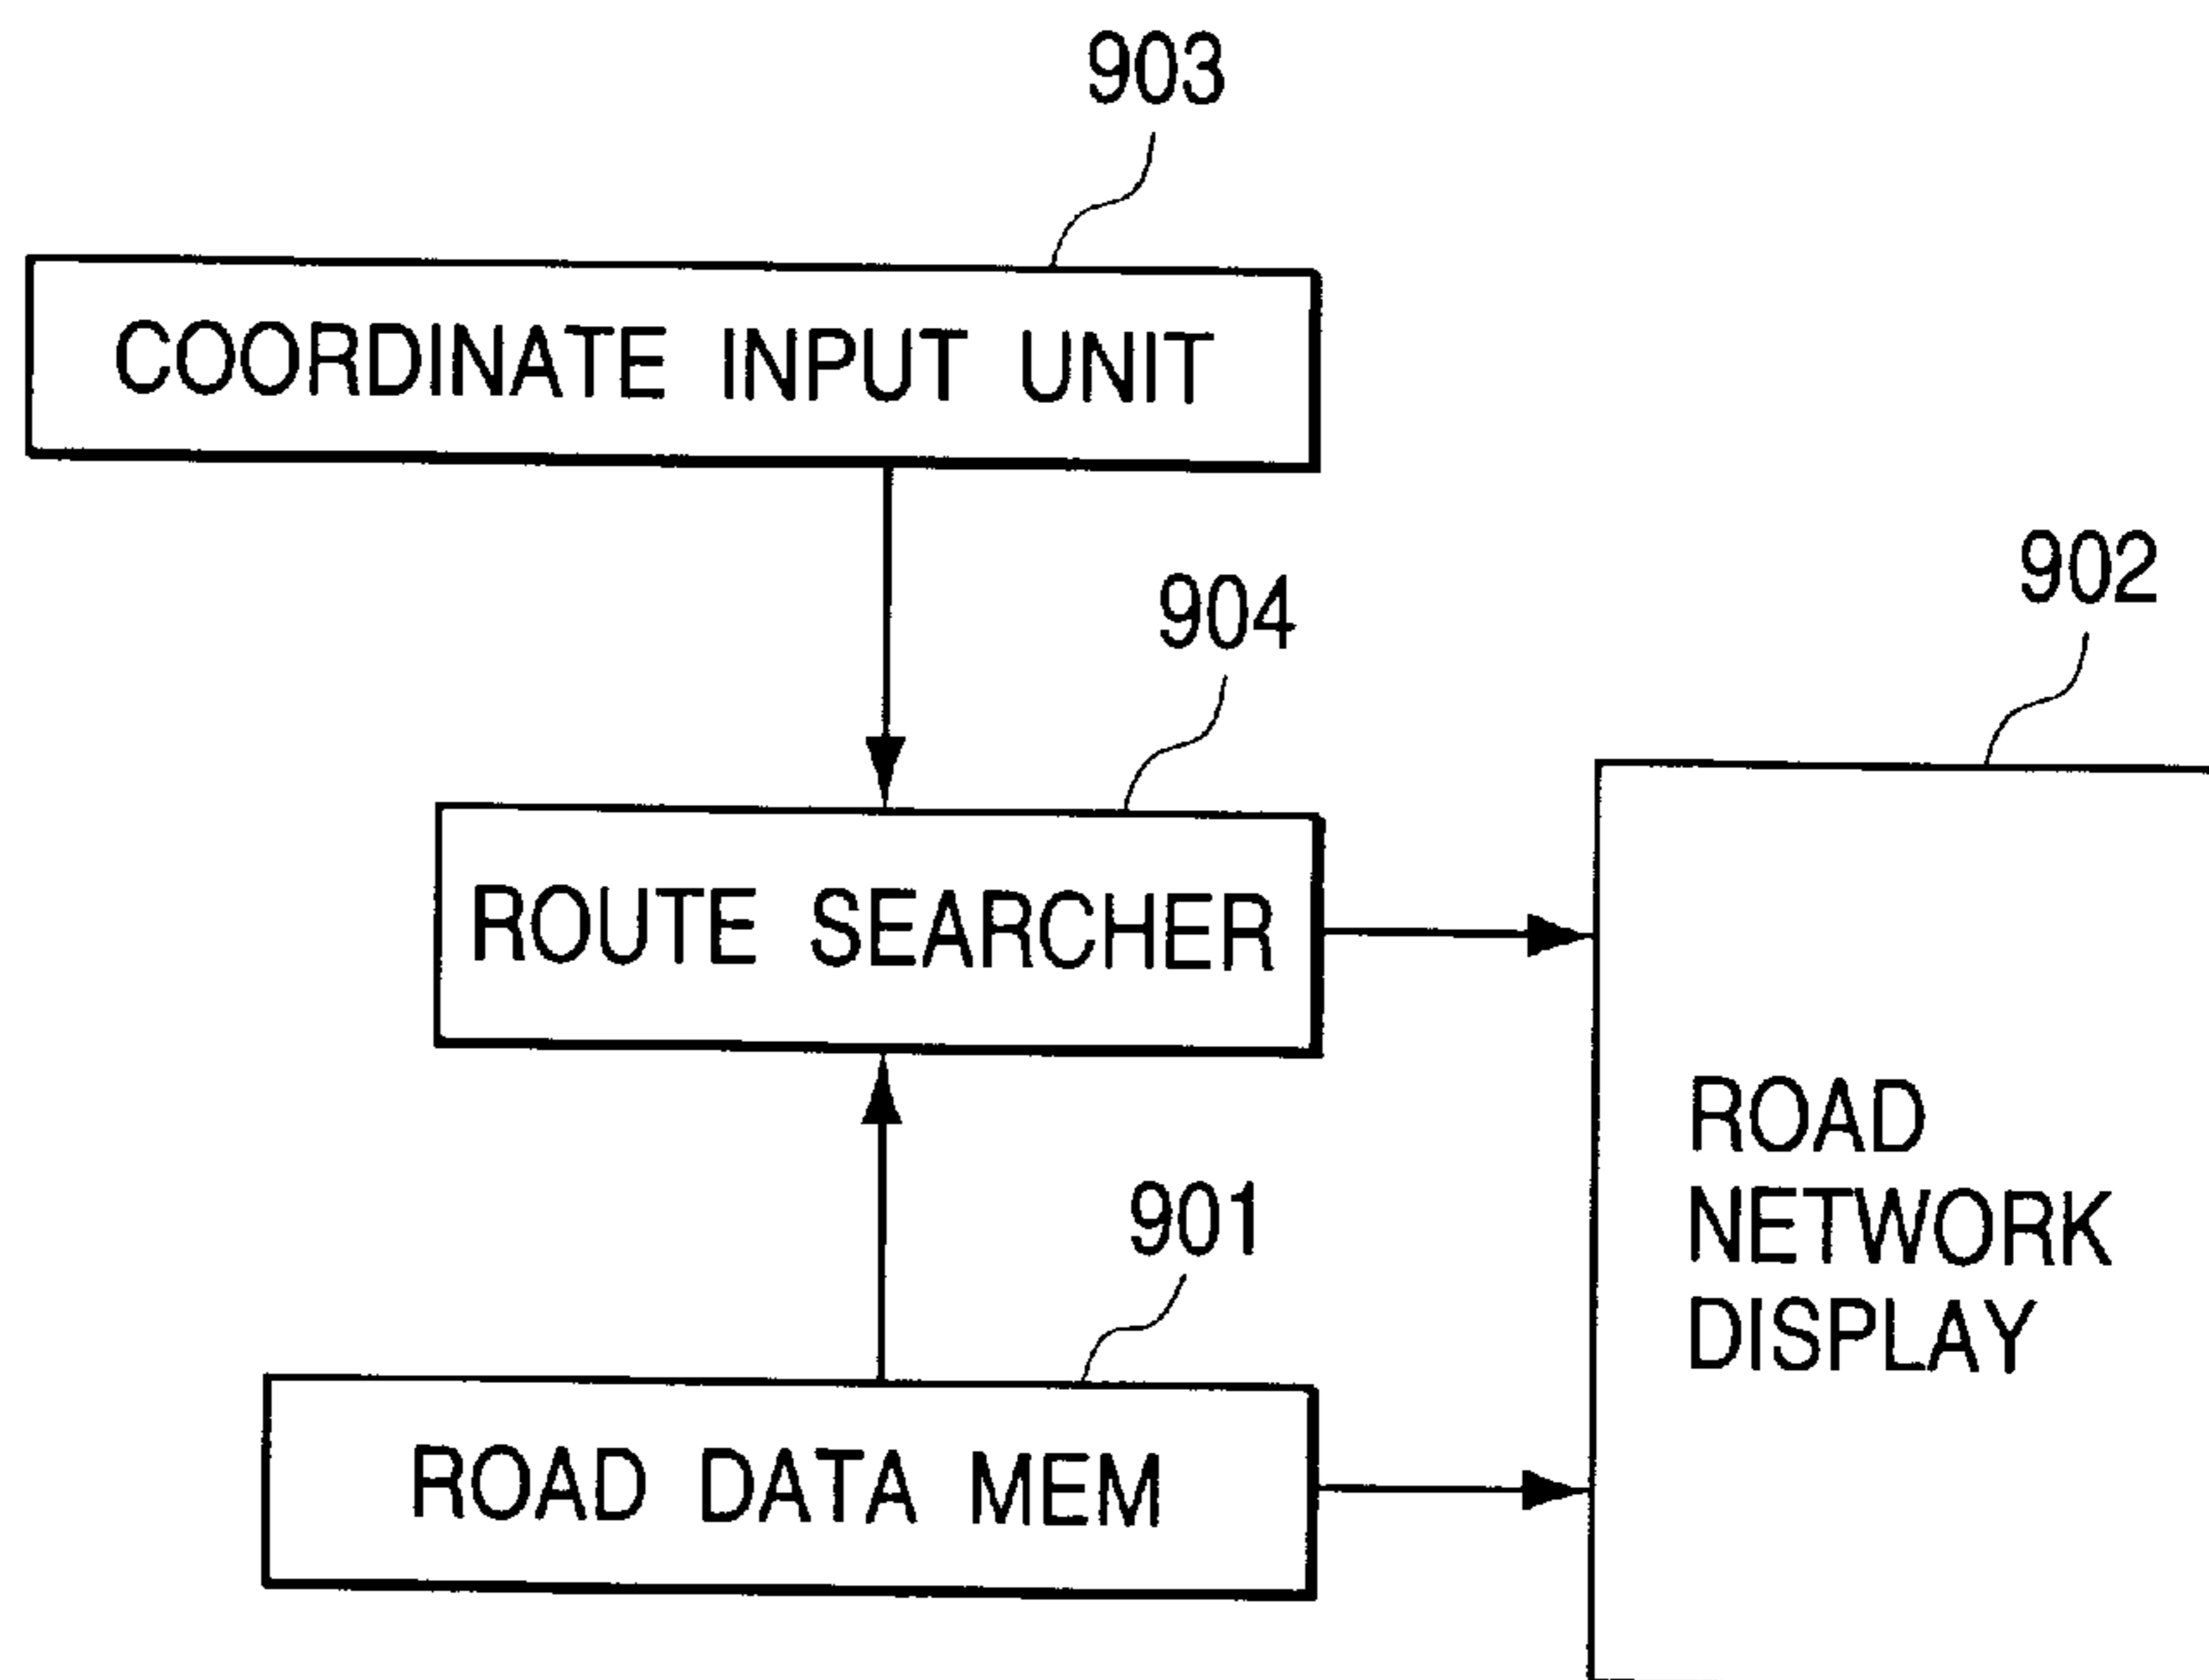 903
COORDINATE INPUT UNIT
902
904
ROUTE SEARCHER
ROAD
NETWORK
DISPLAY
901
ROAD DATA MEM